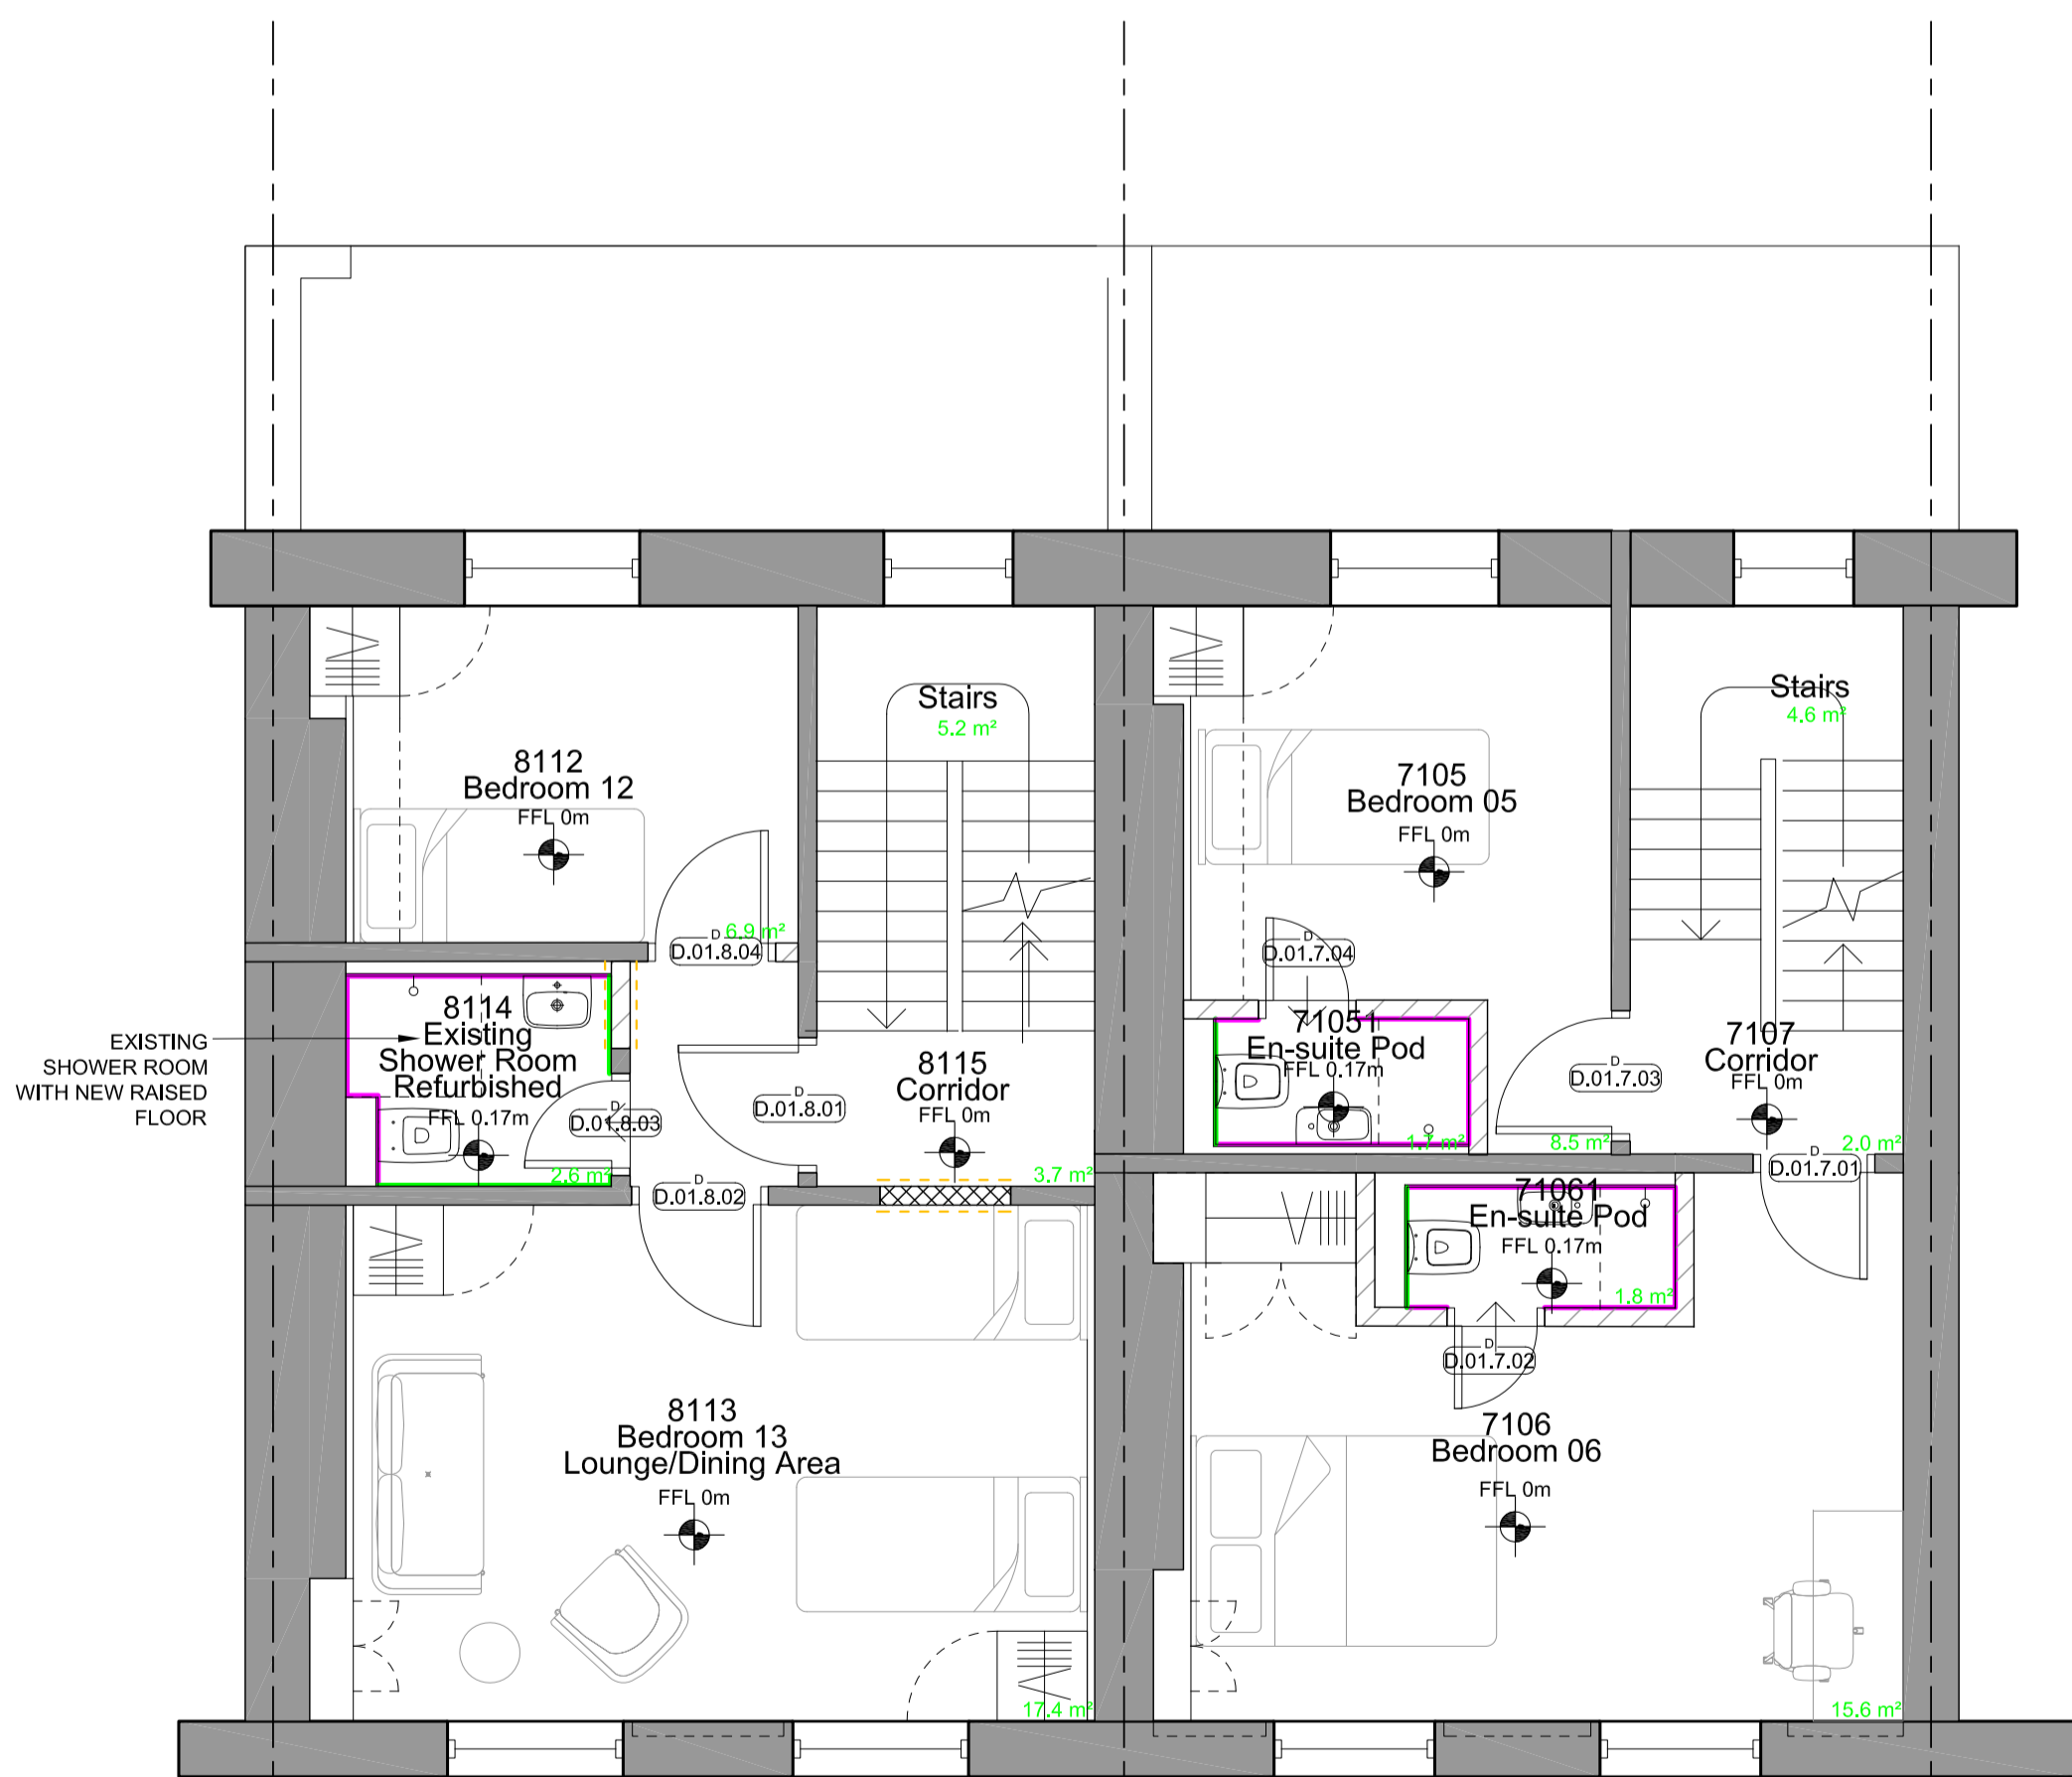 Stairs
5.2 m²
Stairs
4.6 m²
8112
Bedroom 12
FFL 0m
6.9 m²
D
D.01.8.04
7105
Bedroom 05
FFL 0m
D
D.01.7.04
EXISTING
SHOWER ROOM
WITH NEW RAISED
FLOOR
8114
Existing
Shower Room
Refurbished
FFL 0.17m
2.6 m²
D
D.01.8.03
D
D.01.8.01
8115
Corridor
FFL 0m
3.7 m²
D
D.01.8.02
71051
En-suite Pod
FFL 0.17m
1.7 m²
8.5 m²
D
D.01.7.03
7107
Corridor
FFL 0m
2.0 m²
D
D.01.7.01
71061
En-suite Pod
FFL 0.17m
1.8 m²
D
D.01.7.02
8113
Bedroom 13
Lounge/Dining Area
FFL 0m
17.4 m²
7106
Bedroom 06
FFL 0m
15.6 m²